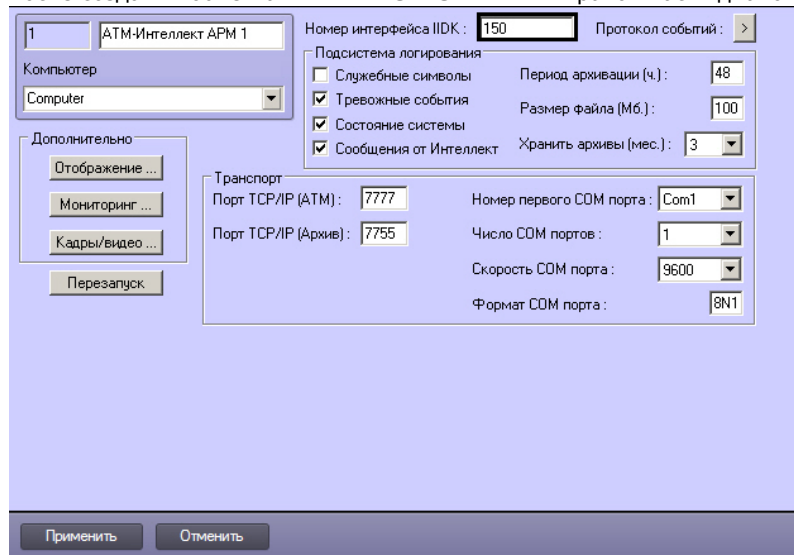 1
АТМ-Интеллект АРМ 1
Компьютер
Computer
Номер интерфейса IIDK : 150
Протокол событий : >
Подсистема логирования
Служебные символы
Тревожные события
Состояние системы
Сообщения от Интеллект
Период архивации (ч.) : 48
Размер файла (Мб.) : 100
Хранить архивы (мес.) : 3
Дополнительно
Отображение ...
Мониторинг ...
Кадры/видео ...
Перезапуск
Транспорт
Порт TCP/IP (АТМ) : 7777
Порт TCP/IP (Архив) : 7755
Номер первого COM порта : Com1
Число COM портов : 1
Скорость COM порта : 9600
Формат COM порта : 8N1
Применить
Отменить